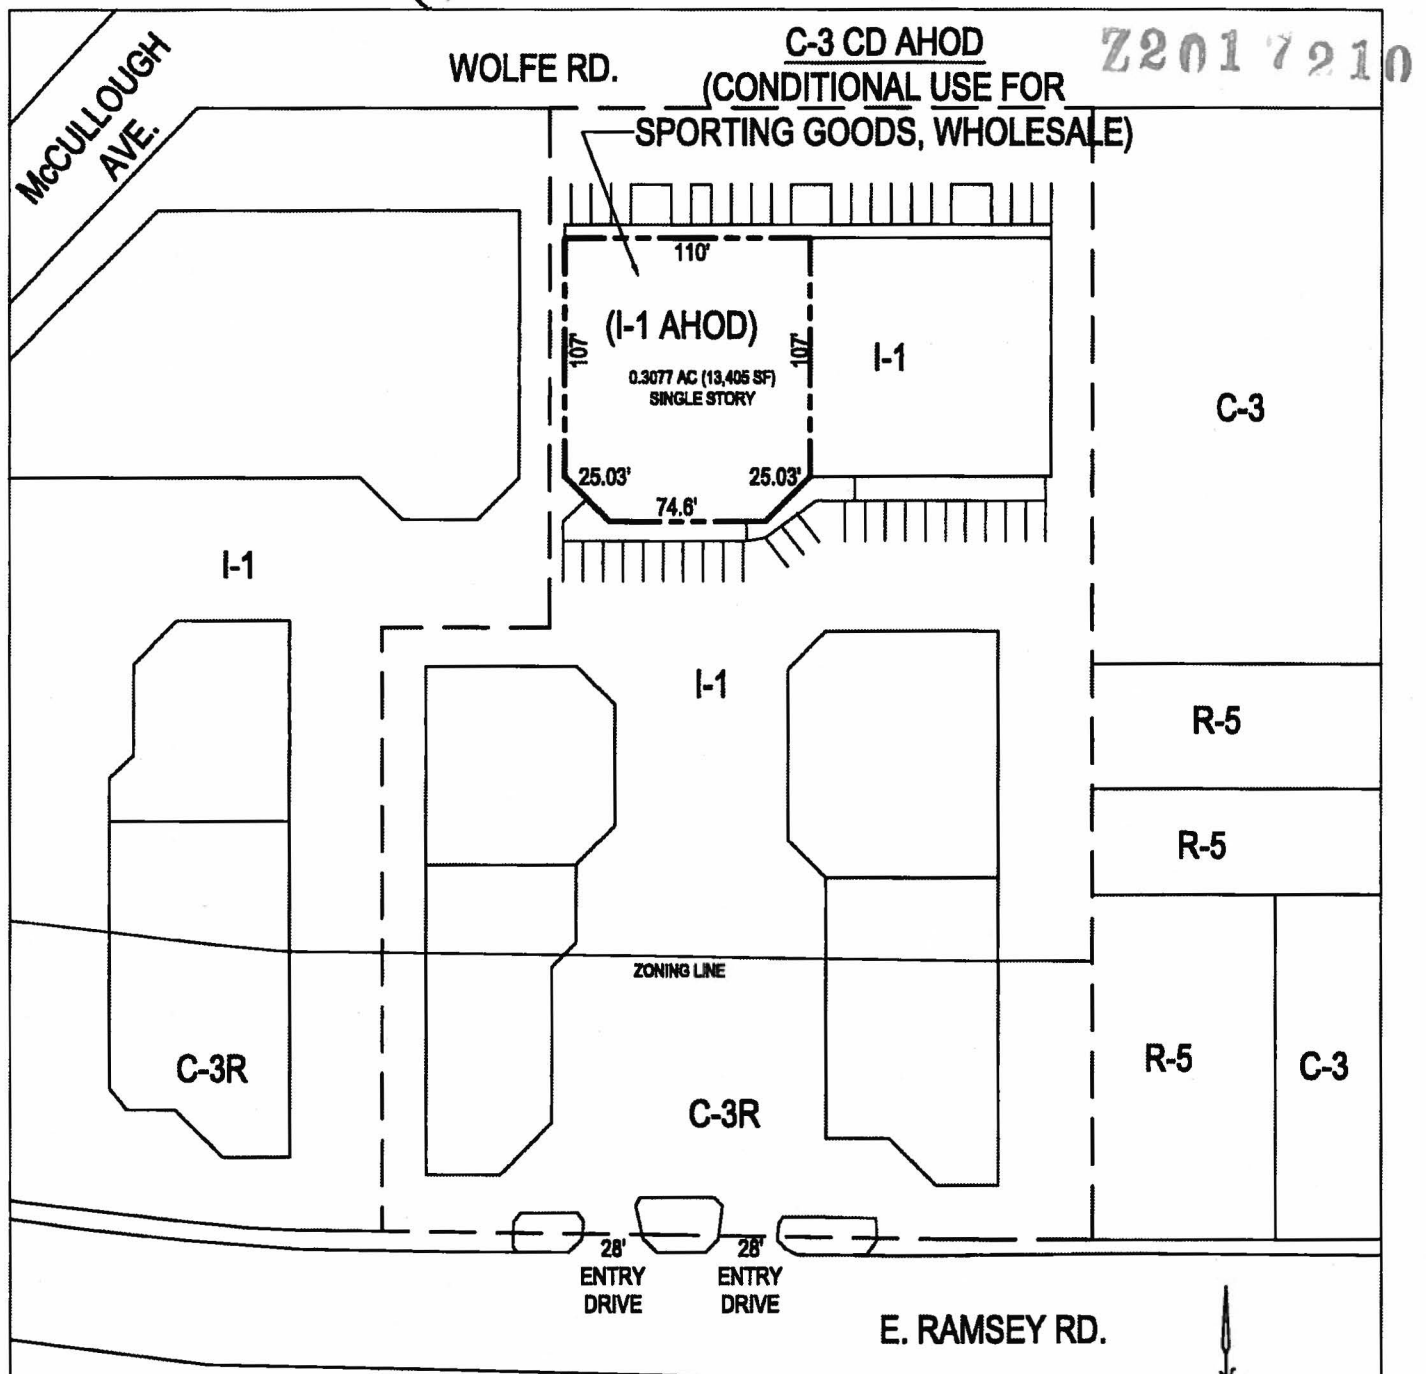 WOLFE RD.
C-3 CD AHOD
(CONDITIONAL USE FOR
SPORTING GOODS, WHOLESALE)
Z2017210
McCULLOUGH
AVE.
110'
(I-1 AHOD)
107'
107'
0.3077 AC (13,405 SF)
SINGLE STORY
25.03'
25.03'
74.6'
I-1
C-3
I-1
I-1
R-5
R-5
ZONING LINE
C-3R
C-3R
R-5
C-3
28'
ENTRY
DRIVE
28'
ENTRY
DRIVE
E. RAMSEY RD.